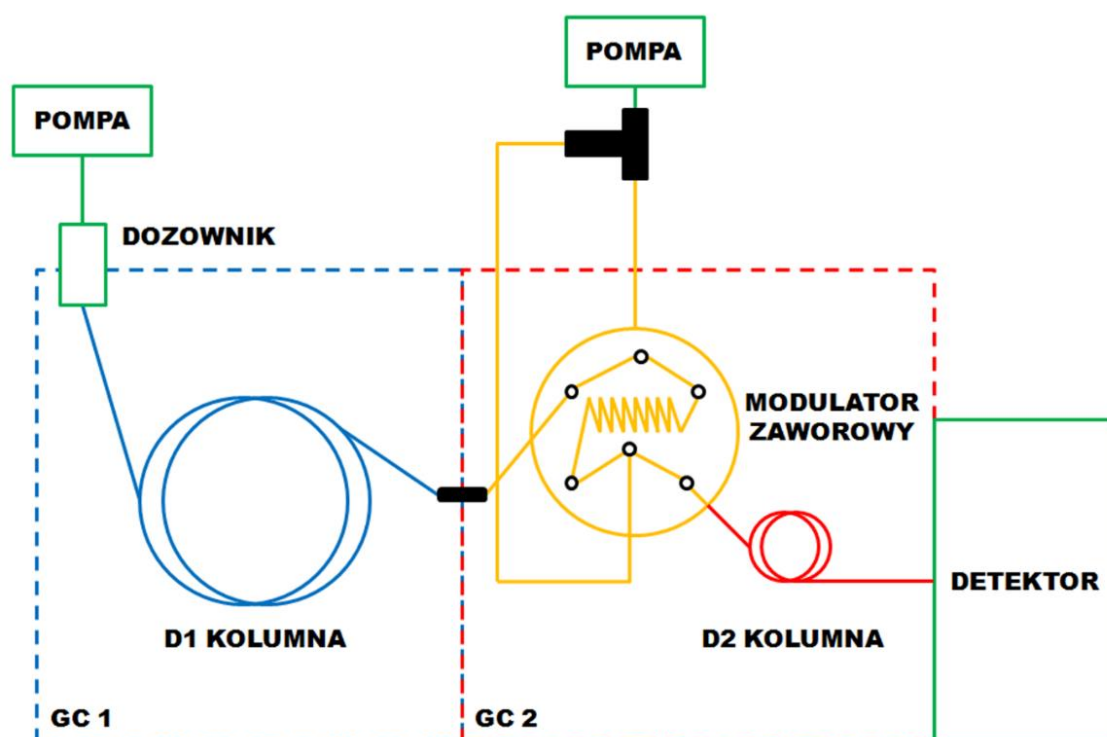 POMPA
POMPA
DOZOWNIK
MODULATOR
ZAWOROWY
DETEKTOR
D1 KOLUMNA
D2 KOLUMNA
GC 1
GC 2